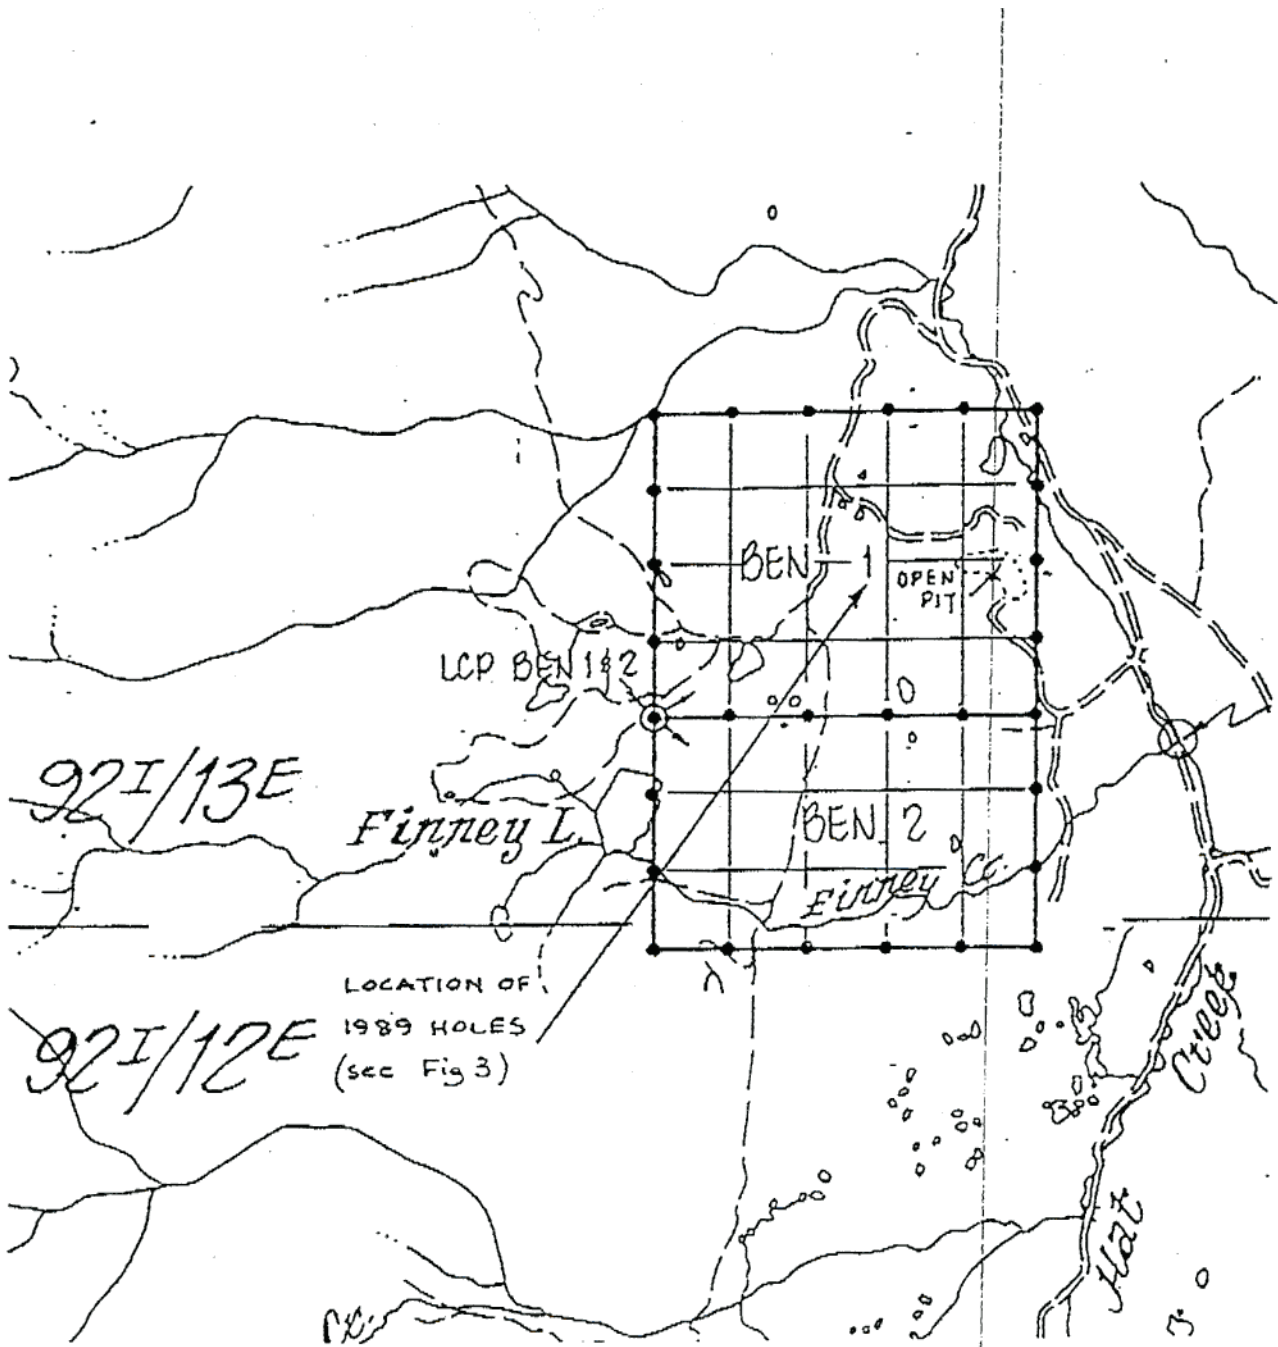 BEN 1
OPEN
PIT
LCP BEN 1 & 2
92I/13E
Finney L.
BEN 2
Finney Cr.
LOCATION OF
1989 HOLES
(see Fig 3)
92I/12E
Hat Creek